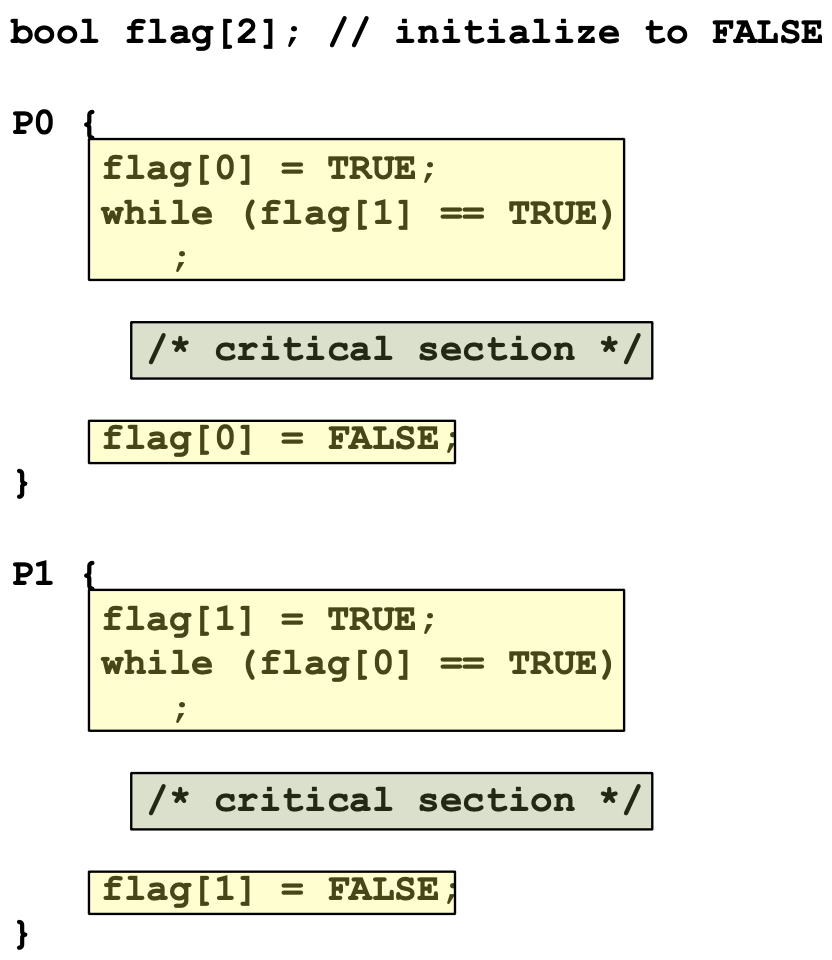 bool flag[2]; // initialize to FALSE
P0 {
flag[0] = TRUE;
while (flag[1] == TRUE)
;
/* critical section */
flag[0] = FALSE;
}
P1 {
flag[1] = TRUE;
while (flag[0] == TRUE)
;
/* critical section */
flag[1] = FALSE;
}